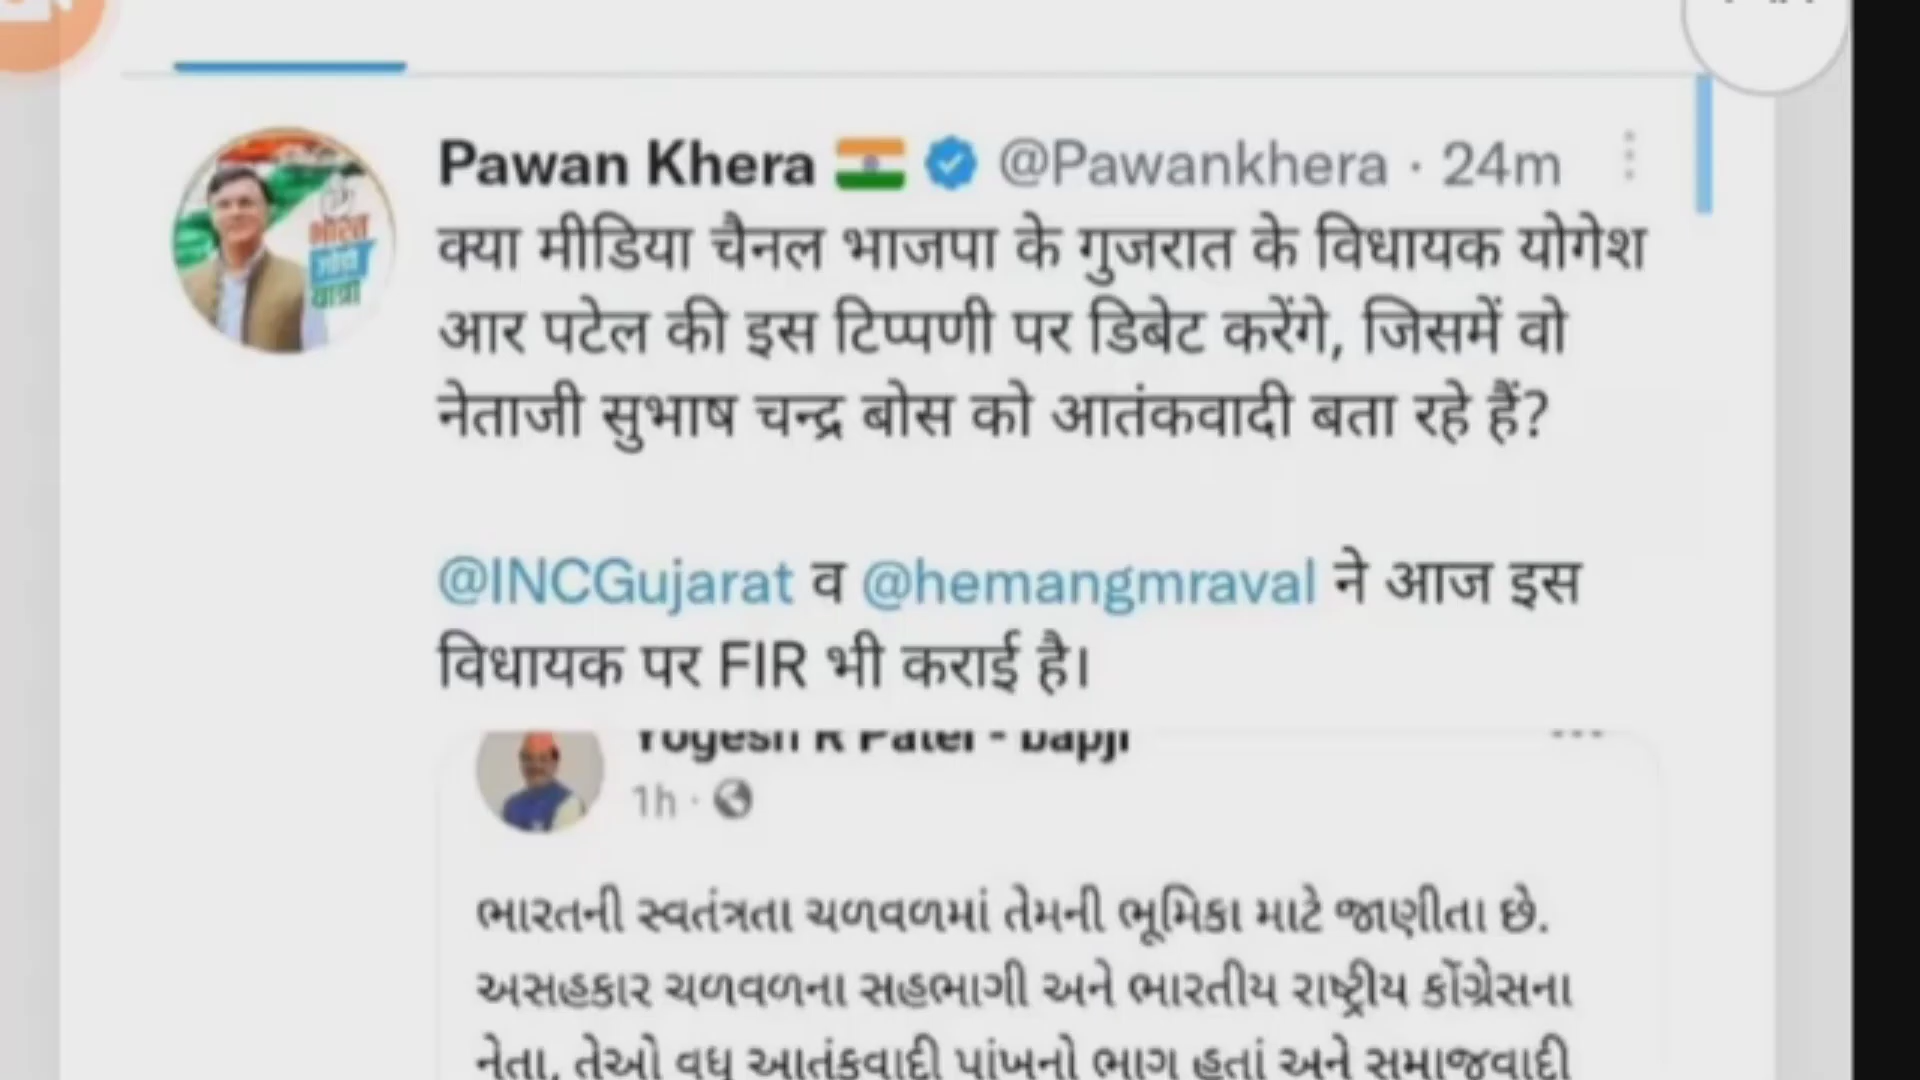 Pawan Khera @Pawankhera · 24m
क्या मीडिया चैनल भाजपा के गुजरात के विधायक योगेश
आर पटेल की इस टिप्पणी पर डिबेट करेंगे, जिसमें वो
नेताजी सुभाष चन्द्र बोस को आतंकवादी बता रहे हैं?
@INCGujarat व @hemangmraval ने आज इस
विधायक पर FIR भी कराई है।
Yogesh R Patel - bapji
1h ·
ભારતની સ્વતંત્રતા ચળવળમાં તેમની ભૂમિકા માટે જાણીતા છે.
અસહકાર ચળવળના સહભાગી અને ભારતીય રાષ્ટ્રીય કોંગ્રેસના
નેતા, તેઓ વધુ આતંકવાદી પાંખનો ભાગ હતાં અને સમાજવાદી
भारत
जोड़ो
यात्रा